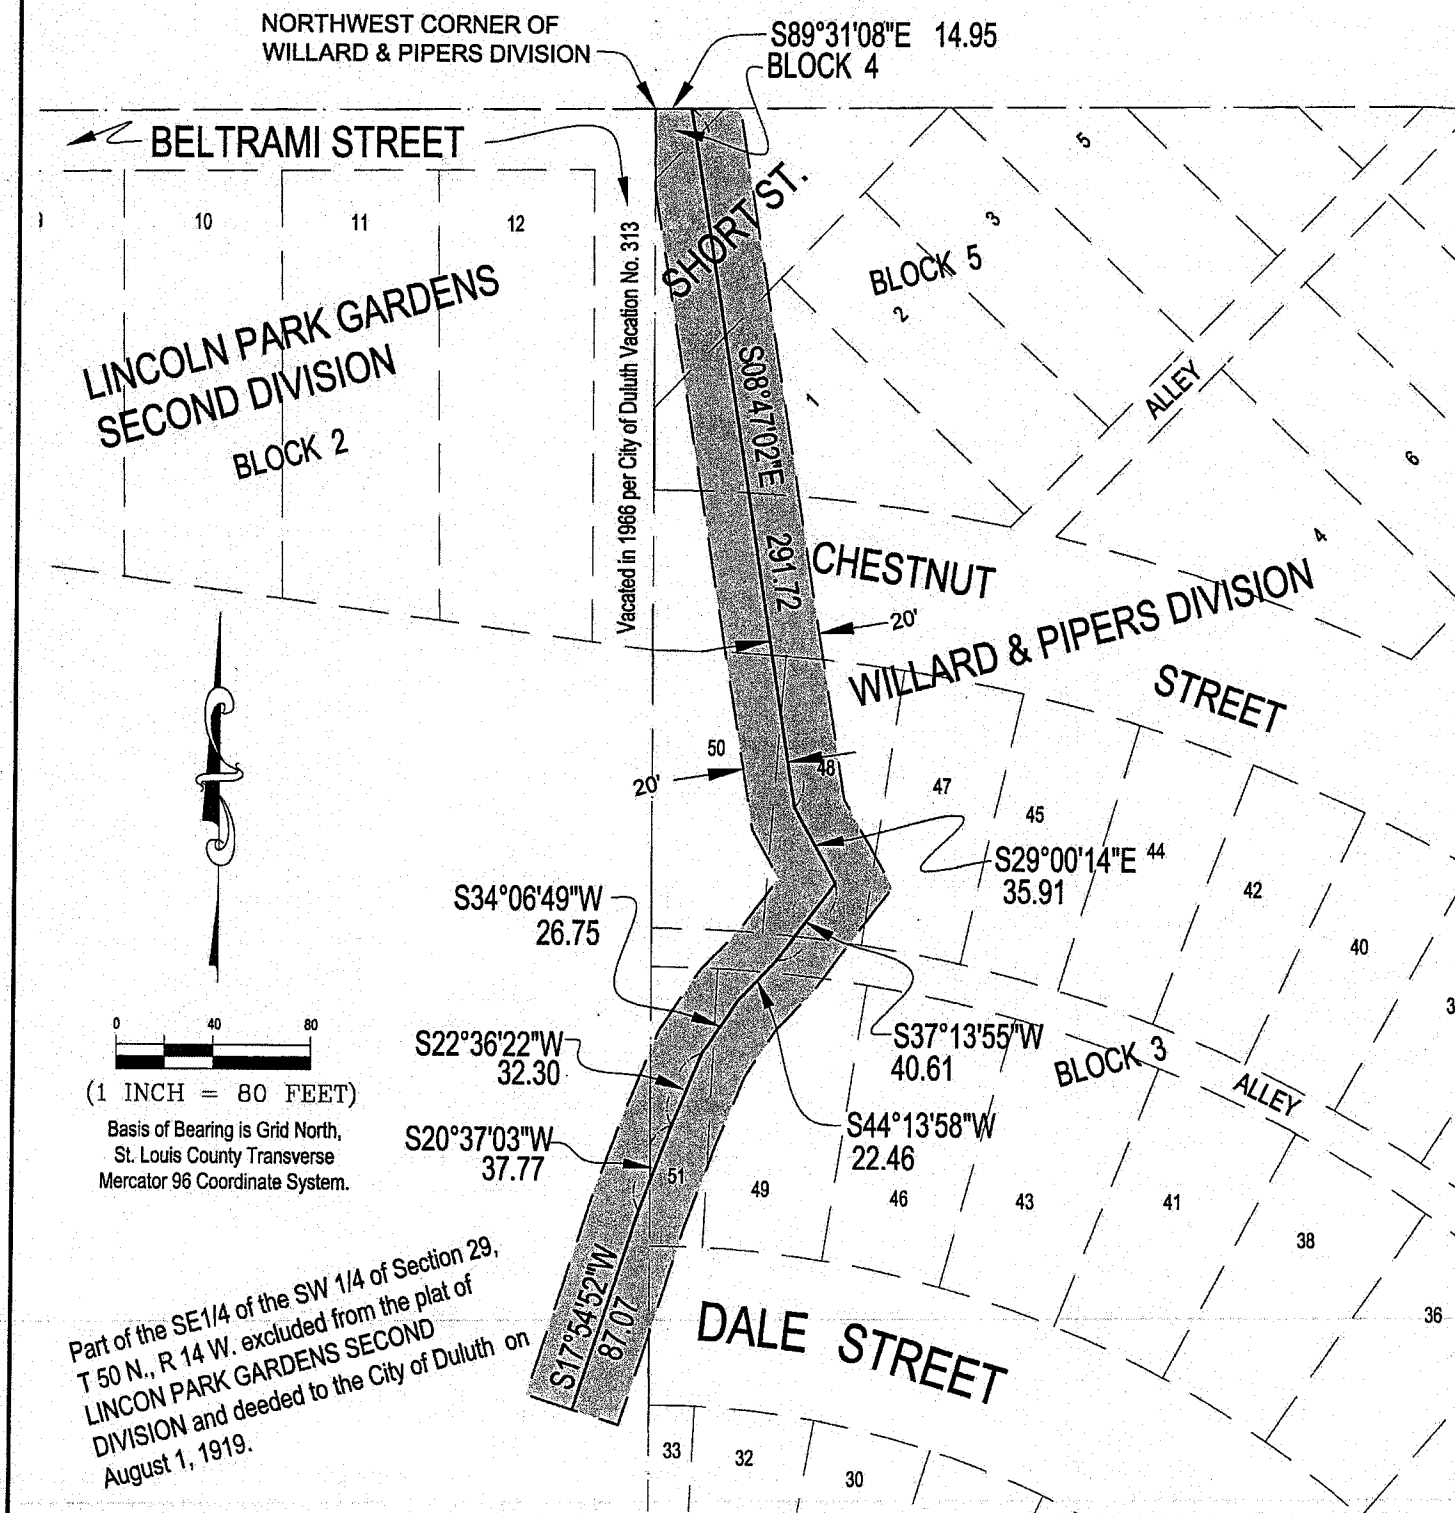 NORTHWEST CORNER OF
WILLARD & PIPERS DIVISION
S89°31'08"E 14.95
BLOCK 4
BELTRAMI STREET
10
11
12
SHORT ST.
5
3
BLOCK 5
2
1
ALLEY
6
4
LINCOLN PARK GARDENS
SECOND DIVISION
BLOCK 2
Vacated in 1966 per City of Duluth Vacation No. 313
S08°47'02"E 291.72
CHESTNUT
STREET
20'
WILLARD & PIPERS DIVISION
50
20'
48
47
45
44
42
40
S29°00'14"E
35.91
S34°06'49"W
26.75
S37°13'55"W
40.61
BLOCK 3
ALLEY
S22°36'22"W
32.30
S44°13'58"W
22.46
S20°37'03"W
37.77
51
49
46
43
41
38
36
0 40 80
(1 INCH = 80 FEET)
Basis of Bearing is Grid North,
St. Louis County Transverse
Mercator 96 Coordinate System.
S17°54'52"W
87.07
DALE STREET
Part of the SE1/4 of the SW 1/4 of Section 29,
T 50 N., R 14 W. excluded from the plat of
LINCON PARK GARDENS SECOND
DIVISION and deeded to the City of Duluth on
August 1, 1919.
33
32
30